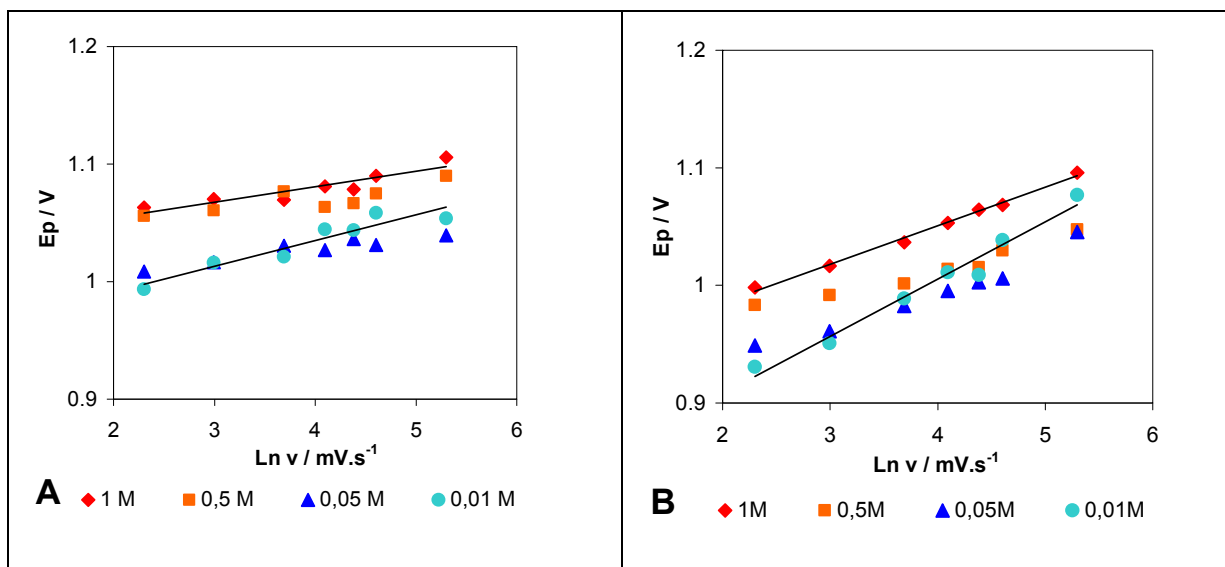 1.2
1.1
1
0.9
Ep / V
2 3 4 5 6
Ln v / mV.s⁻¹
A 1 M 0,5 M 0,05 M 0,01 M
1.2
1.1
1.0
0.9
Ep / V
2 3 4 5 6
Ln v / mV.s⁻¹
B 1M 0,5M 0,05M 0,01M